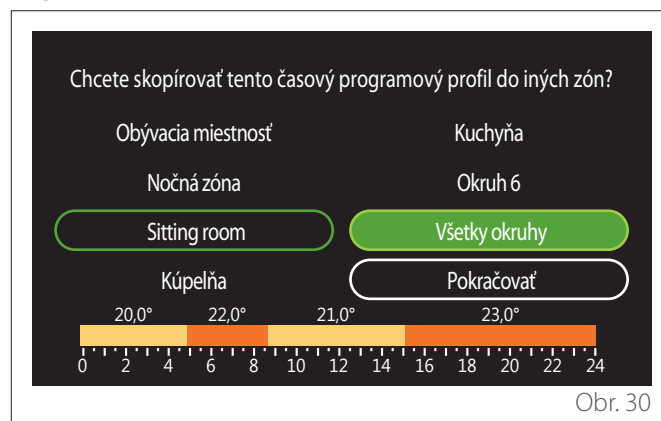 Chcete skopírovať tento časový programový profil do iných zón?
Obývacia miestnosť Kuchyňa
Nočná zóna Okruh 6
Sitting room Všetky okruhy
Kúpelňa Pokračovať
20,0° 22,0° 21,0° 23,0°
0 2 4 6 8 10 12 14 16 18 20 22 24
Obr. 30